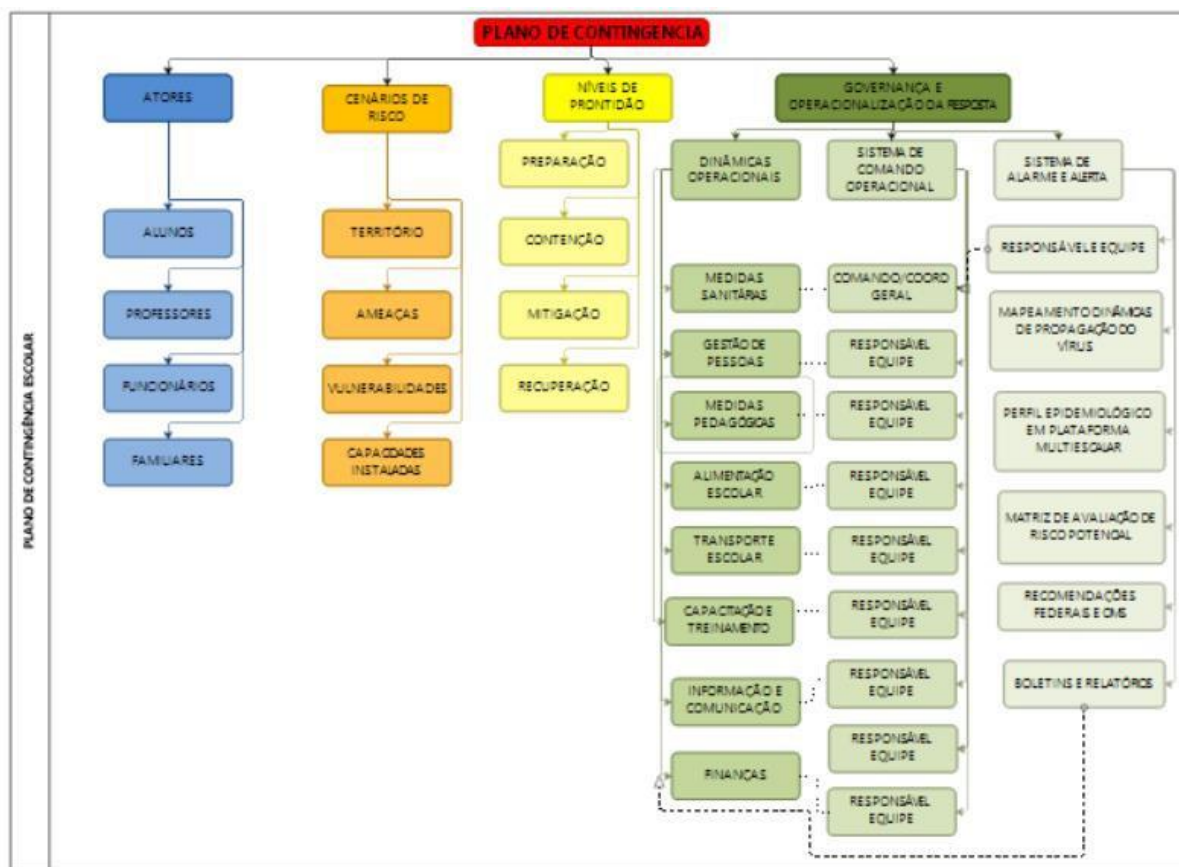 PLANO DE CONTINGENCIA
PLANO DE CONTINGÊNCIA ESCOLAR
ATORES
ALUNOS
PROFESSORES
FUNCIONÁRIOS
FAMILIARES
CENÁRIOS DE
RISCO
TERRITÓRIO
AMEAÇAS
VULNERABILIDADES
CAPACIDADES
INSTALADAS
NÍVEIS DE
PRONTIDÃO
PREPARAÇÃO
CONTENÇÃO
MITIGAÇÃO
RECUPERAÇÃO
GOVERNANÇA E
OPERACIONALIZAÇÃO DA RESPOSTA
DINÂMICAS
OPERACIONAIS
MEDIDAS
SANITÁRIAS
GESTÃO DE
PESSOAS
MEDIDAS
PEDAGÓGICAS
ALIMENTAÇÃO
ESCOLAR
TRANSPORTE
ESCOLAR
CAPACITAÇÃO E
TREINAMENTO
INFORMAÇÃO E
COMUNICAÇÃO
FINANÇAS
SISTEMA DE
COMANDO
OPERACIONAL
COMANDO/COORD
GERAL
RESPONSÁVEL
EQUIPE
RESPONSÁVEL
EQUIPE
RESPONSÁVEL
EQUIPE
RESPONSÁVEL
EQUIPE
RESPONSÁVEL
EQUIPE
RESPONSÁVEL
EQUIPE
RESPONSÁVEL
EQUIPE
RESPONSÁVEL
EQUIPE
SISTEMA DE
ALARME E ALERTA
RESPONSÁVEL E EQUIPE
MAPEAMENTO DINÂMICAS
DE PROPAGAÇÃO DO
VÍRUS
PERFIL EPIDEMIOLÓGICO
EM PLATAFORMA
MULTIESCALAR
MATRIZ DE AVALIAÇÃO DE
RISCO POTENCIAL
RECOMENDAÇÕES
FEDERAIS E OMS
BOLETINS E RELATÓRIOS